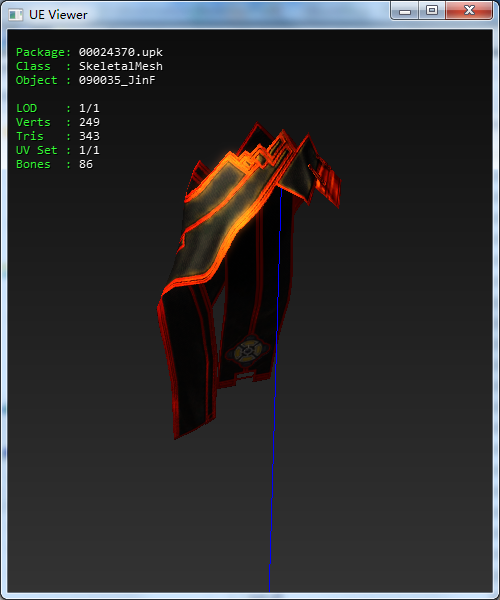 UE Viewer
Package: 00024370.upk
Class : SkeletalMesh
Object : 090035_JinF
LOD : 1/1
Verts : 249
Tris : 343
UV Set : 1/1
Bones : 86